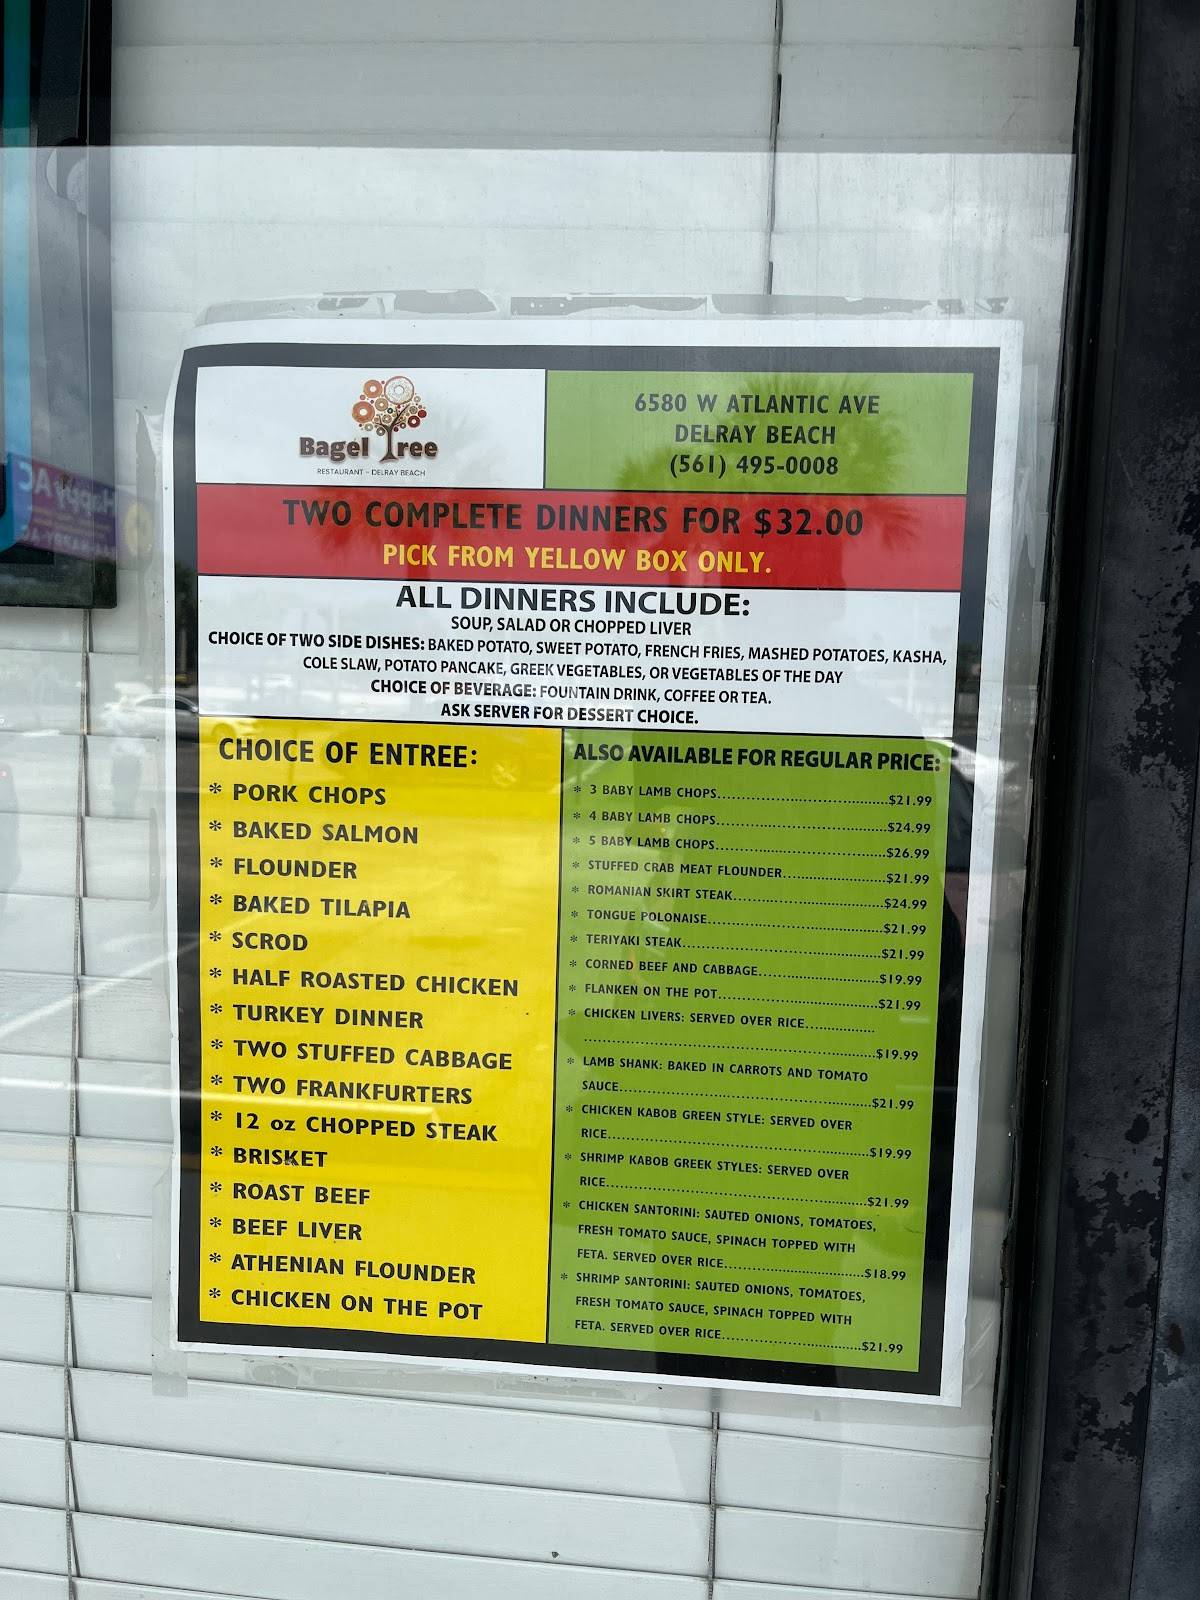 Bagel Tree
RESTAURANT - DELRAY BEACH
6580 W ATLANTIC AVE
DELRAY BEACH
(561) 495-0008
TWO COMPLETE DINNERS FOR $32.00
PICK FROM YELLOW BOX ONLY.
ALL DINNERS INCLUDE:
SOUP, SALAD OR CHOPPED LIVER
CHOICE OF TWO SIDE DISHES: BAKED POTATO, SWEET POTATO, FRENCH FRIES, MASHED POTATOES, KASHA,
COLE SLAW, POTATO PANCAKE, GREEK VEGETABLES, OR VEGETABLES OF THE DAY
CHOICE OF BEVERAGE: FOUNTAIN DRINK, COFFEE OR TEA.
ASK SERVER FOR DESSERT CHOICE.
CHOICE OF ENTREE:
* PORK CHOPS
* BAKED SALMON
* FLOUNDER
* BAKED TILAPIA
* SCROD
* HALF ROASTED CHICKEN
* TURKEY DINNER
* TWO STUFFED CABBAGE
* TWO FRANKFURTERS
* 12 oz CHOPPED STEAK
* BRISKET
* ROAST BEEF
* BEEF LIVER
* ATHENIAN FLOUNDER
* CHICKEN ON THE POT
ALSO AVAILABLE FOR REGULAR PRICE:
* 3 BABY LAMB CHOPS...$21.99
* 4 BABY LAMB CHOPS...$24.99
* 5 BABY LAMB CHOPS...$26.99
* STUFFED CRAB MEAT FLOUNDER...$21.99
* ROMANIAN SKIRT STEAK...$24.99
* TONGUE POLONAISE...$21.99
* TERIYAKI STEAK...$21.99
* CORNED BEEF AND CABBAGE...$19.99
* FLANKEN ON THE POT...$21.99
* CHICKEN LIVERS: SERVED OVER RICE...
...$19.99
* LAMB SHANK: BAKED IN CARROTS AND TOMATO
SAUCE...$21.99
* CHICKEN KABOB GREEN STYLE: SERVED OVER
RICE...$19.99
* SHRIMP KABOB GREEK STYLES: SERVED OVER
RICE...$21.99
* CHICKEN SANTORINI: SAUTED ONIONS, TOMATOES,
FRESH TOMATO SAUCE, SPINACH TOPPED WITH
FETA. SERVED OVER RICE...$18.99
* SHRIMP SANTORINI: SAUTED ONIONS, TOMATOES,
FRESH TOMATO SAUCE, SPINACH TOPPED WITH
FETA. SERVED OVER RICE...$21.99
Happy AC